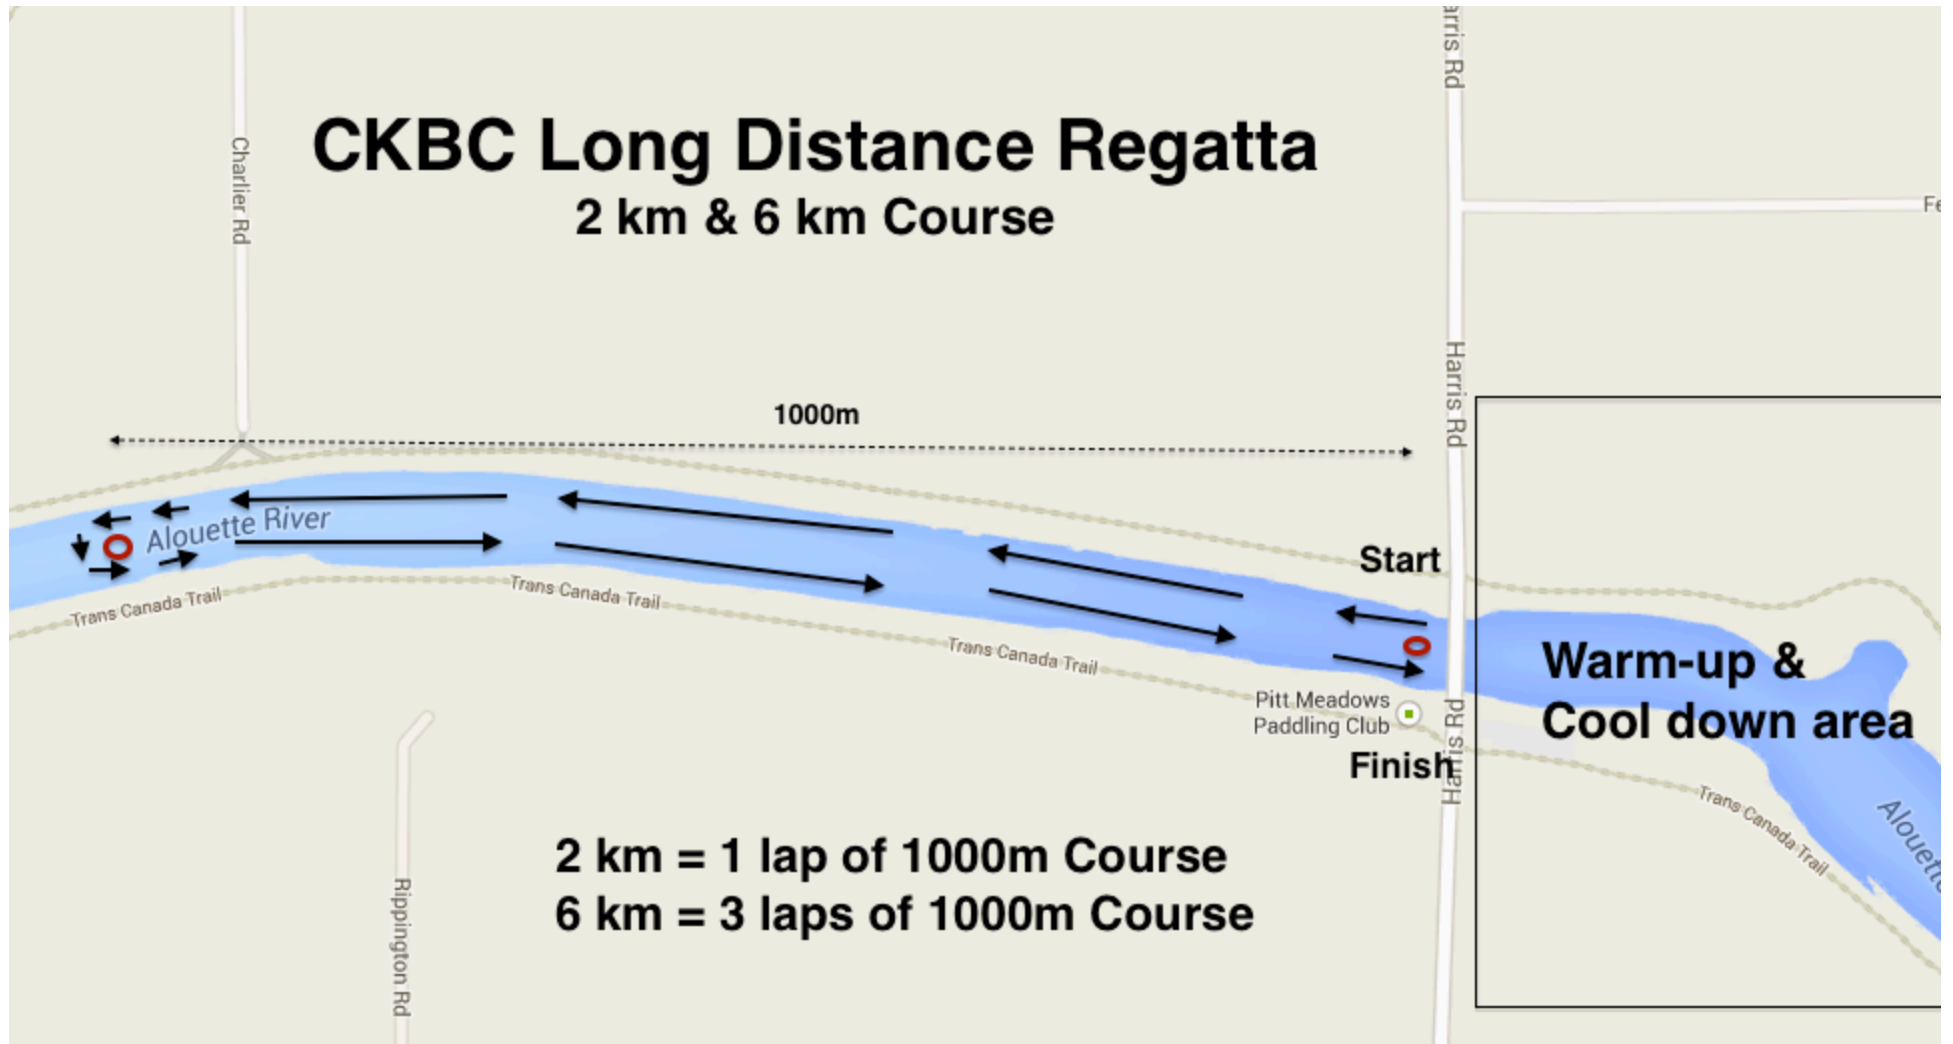 arris Rd
Charlier Rd
CKBC Long Distance Regatta
2 km & 6 km Course
Fe
Harris Rd
1000m
Alouette River
Start
Trans Canada Trail
Trans Canada Trail
Trans Canada Trail
Pitt Meadows
Paddling Club
Warm-up &
Cool down area
Harris Rd
Finish
Trans Canada Trail
Alouett
2 km = 1 lap of 1000m Course
6 km = 3 laps of 1000m Course
Rippington Rd